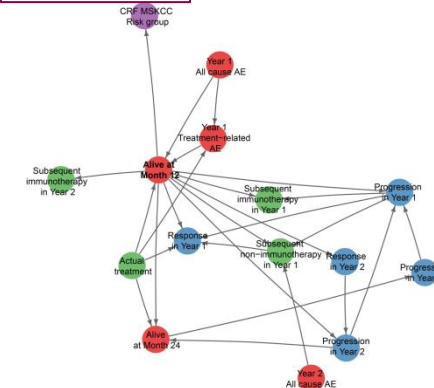 CRF MSKCC
Risk group
Year 1
All cause AE
Year 1
Treatment-related
AE
Alive at
Month 12
Subsequent
immunotherapy
in Year 2
Subsequent
immunotherapy
in Year 1
Progression
in Year 1
Response
in Year 1
Subsequent
non-immunotherapy
in Year 1
Response
in Year 2
Actual
treatment
Alive
at Month 24
Progression
in Year 2
Year 2
All cause AE